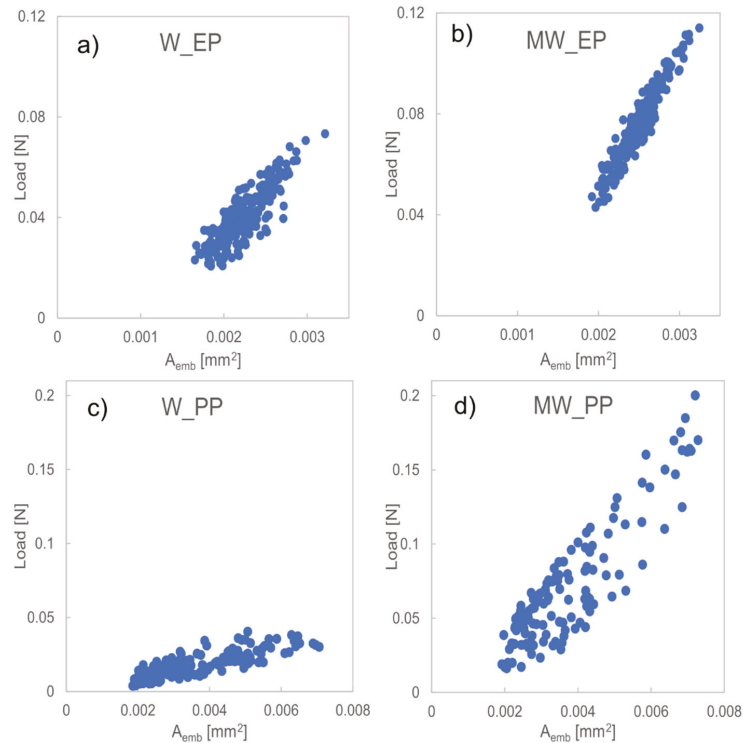 a) W_EP
0.12
0.08
0.04
0
Load [N]
0 0.001 0.002 0.003
A_emb [mm²]
b) MW_EP
0.12
0.08
0.04
0
Load [N]
0 0.001 0.002 0.003
A_emb [mm²]
c) W_PP
0.2
0.15
0.1
0.05
0
Load [N]
0 0.002 0.004 0.006 0.008
A_emb [mm²]
d) MW_PP
0.2
0.15
0.1
0.05
0
Load [N]
0 0.002 0.004 0.006 0.008
A_emb [mm²]